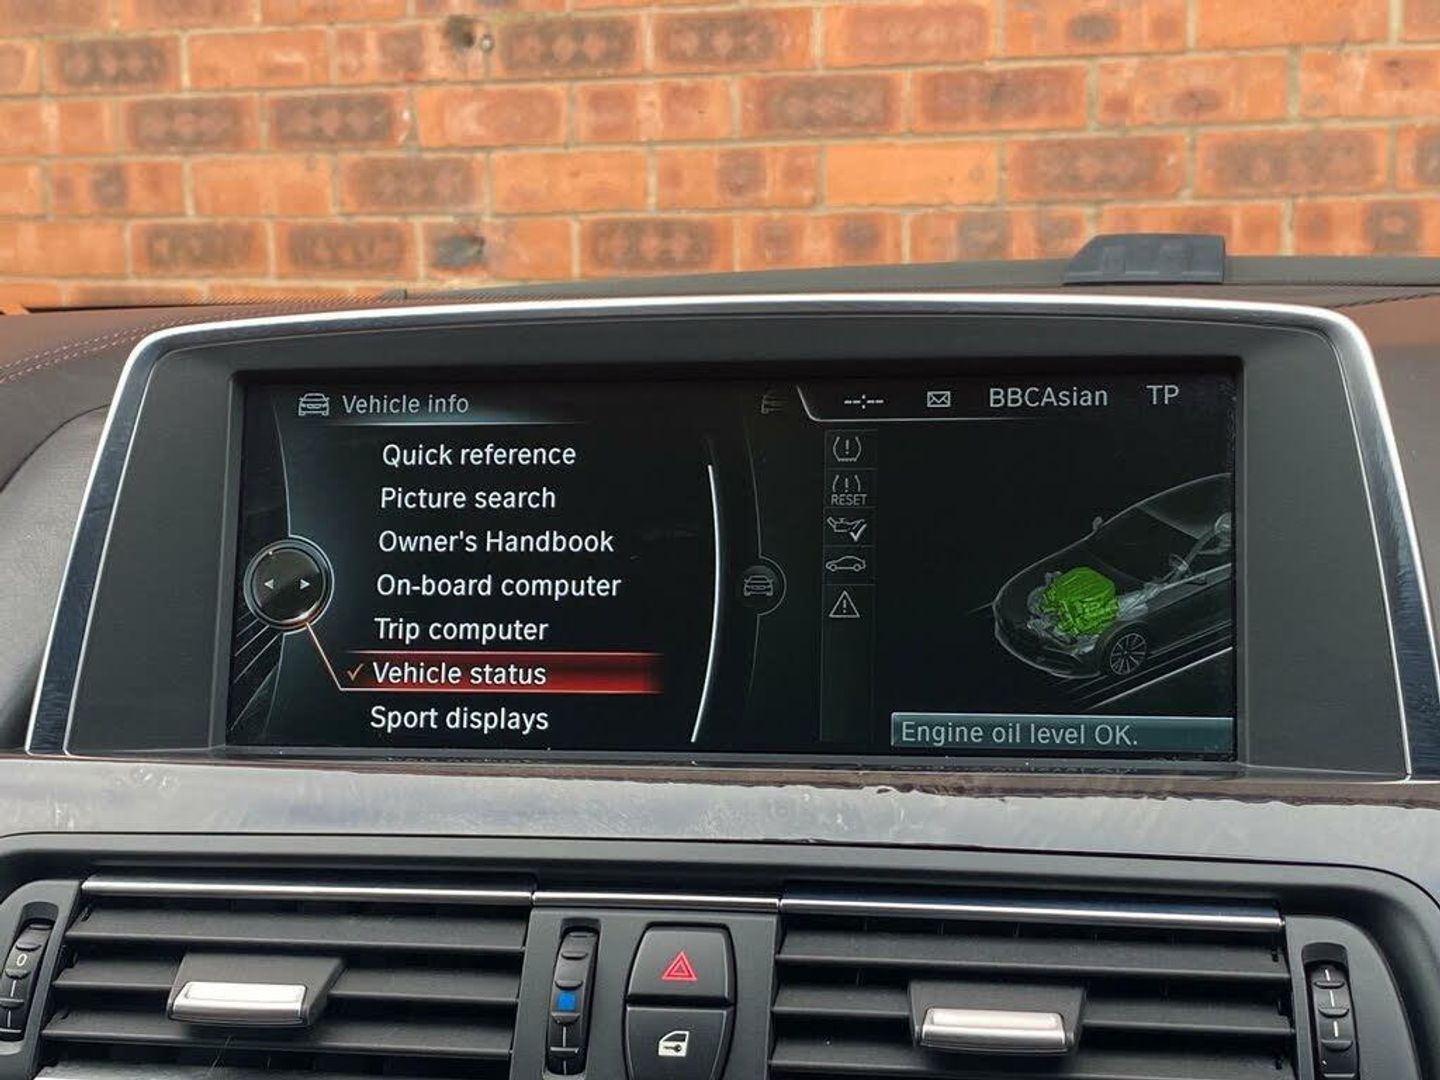 Vehicle info
--:-- BBCAsian TP
Quick reference
Picture search
Owner's Handbook
On-board computer
Trip computer
Vehicle status
Sport displays
RESET
Engine oil level OK.
0